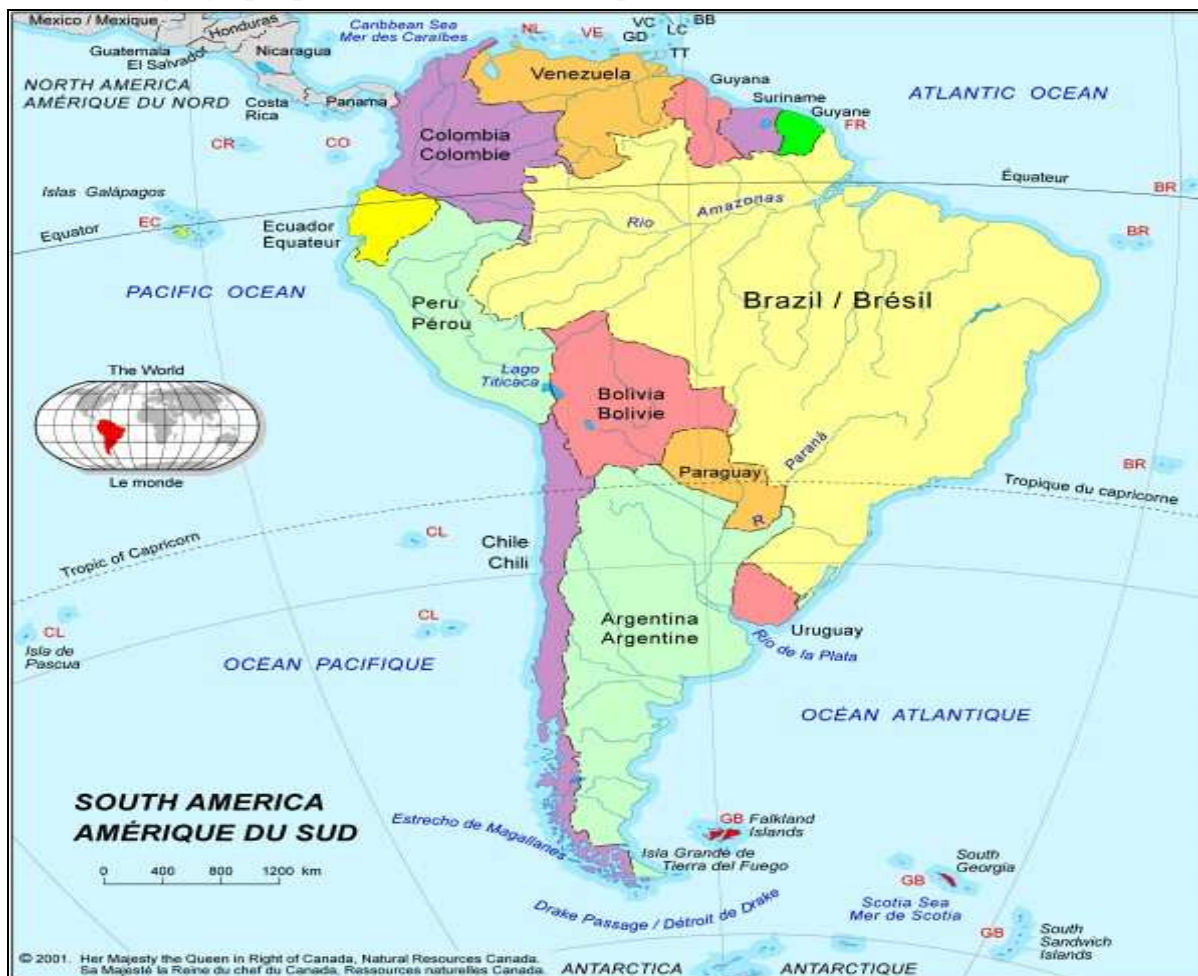 Mexico / Mexique
Honduras
Guatemala
El Salvador
Nicaragua
Costa
Rica
Panama
NORTH AMERICA
AMÉRIQUE DU NORD
Caribbean Sea
Mer des Caraïbes
NL
VE
VC
GD
LC
BB
TT
Venezuela
Guyana
Suriname
Guyane
FR
ATLANTIC OCEAN
Colombia
Colombie
CR
CO
Islas Galápagos
EC
Equator
Équateur
BR
BR
Ecuador
Équateur
Rio Amazonas
PACIFIC OCEAN
Peru
Pérou
Brazil / Brésil
The World
Le monde
Lago
Titicaca
Bolivia
Bolivie
Paraguay
R Paraná
BR
Tropic of Capricorn
Tropique du capricorne
CL
Chile
Chili
CL
CL
Isla de
Pascua
Argentina
Argentine
Uruguay
Río de la Plata
OCÉAN PACIFIQUE
OCÉAN ATLANTIQUE
SOUTH AMERICA
AMÉRIQUE DU SUD
0 400 800 1200 km
Estrecho de Magallanes
GB Falkland
Islands
Isla Grande de
Tierra del Fuego
South
Georgia
GB
Scotia Sea
Mer de Scotia
Drake Passage / Détroit de Drake
GB
South
Sandwich
Islands
ANTARCTICA
ANTARCTIQUE
© 2001. Her Majesty the Queen in Right of Canada, Natural Resources Canada.
Sa Majesté la Reine du chef du Canada, Ressources naturelles Canada.